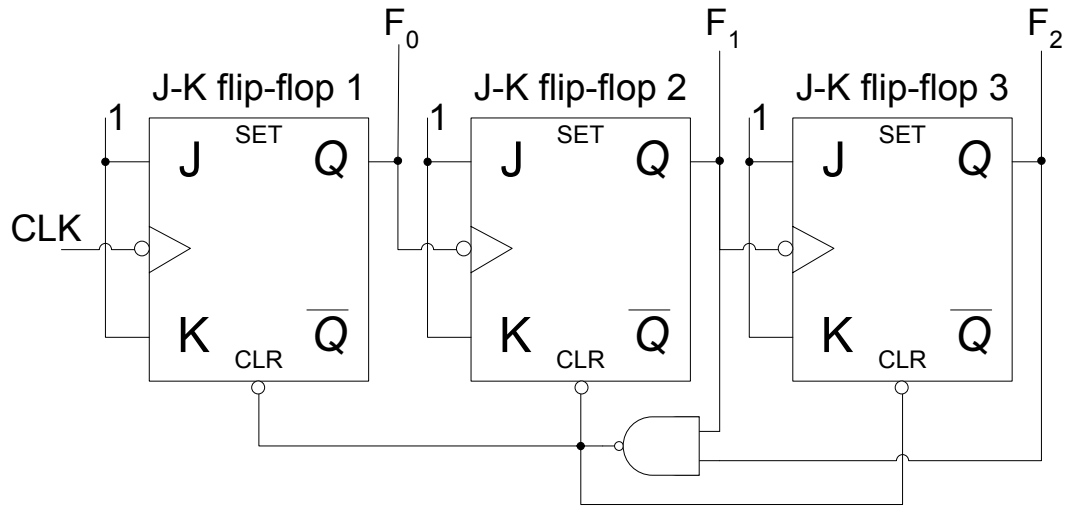 F₀ F₁ F₂
J-K flip-flop 1 J-K flip-flop 2 J-K flip-flop 3
1 1 1
SET SET SET
J Q J Q J Q
CLK
K Q̅ K Q̅ K Q̅
CLR CLR CLR